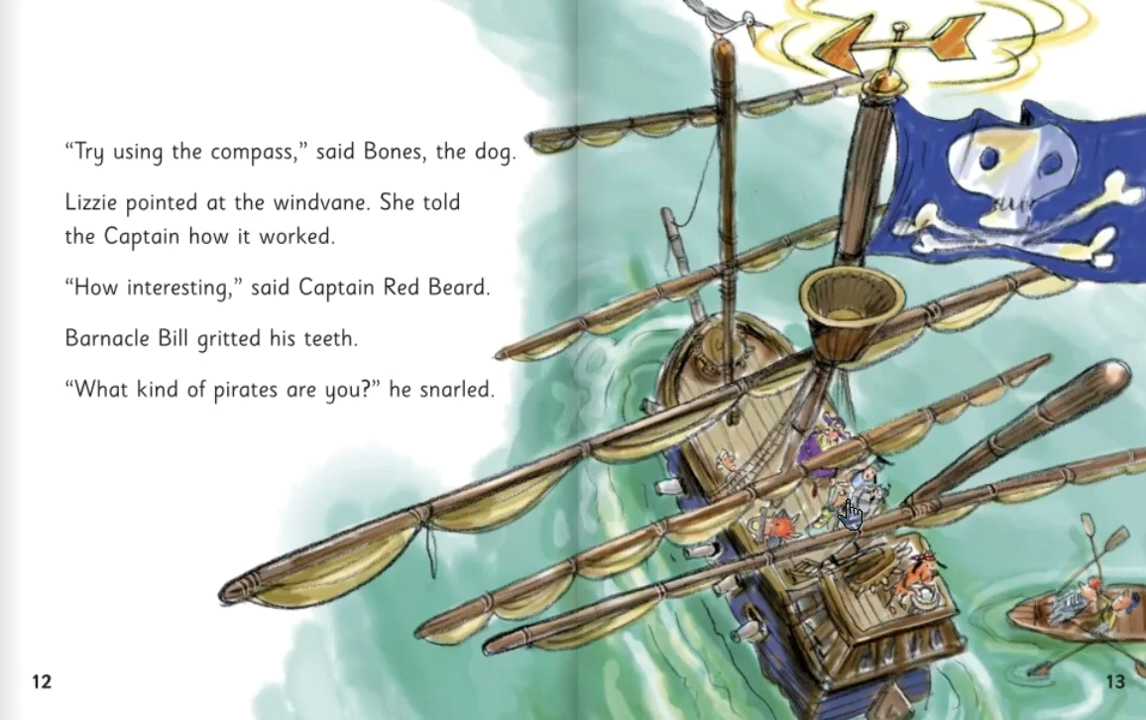 “Try using the compass,” said Bones, the dog.
Lizzie pointed at the windvane. She told
the Captain how it worked.
“How interesting,” said Captain Red Beard.
Barnacle Bill gritted his teeth.
“What kind of pirates are you?” he snarled.
12
13